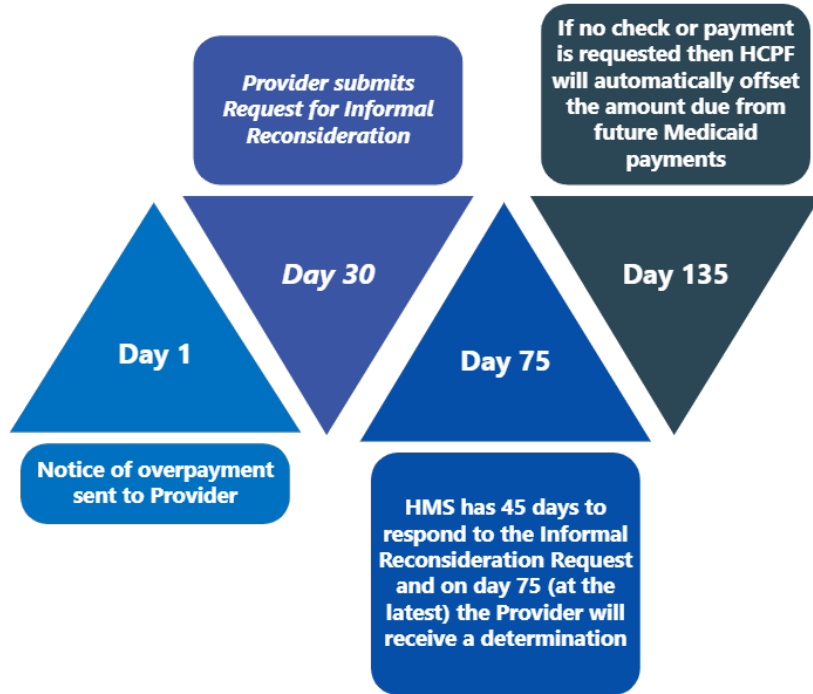 Day 1
Notice of overpayment
sent to Provider
Provider submits
Request for Informal
Reconsideration
Day 30
Day 75
HMS has 45 days to
respond to the Informal
Reconsideration Request
and on day 75 (at the
latest) the Provider will
receive a determination
If no check or payment
is requested then HCPF
will automatically offset
the amount due from
future Medicaid
payments
Day 135